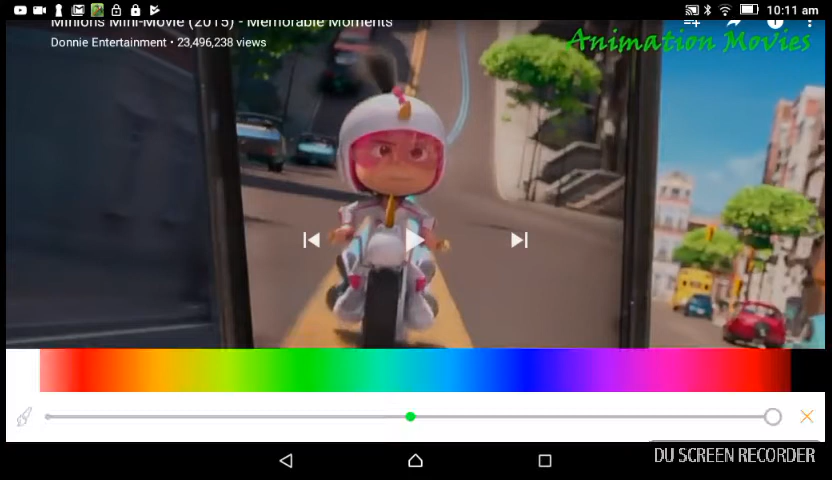 10:11 am
Minions Mini-Movie (2015) - Memorable Moments
Donnie Entertainment • 23,496,238 views
Animation Movies
DU SCREEN RECORDER